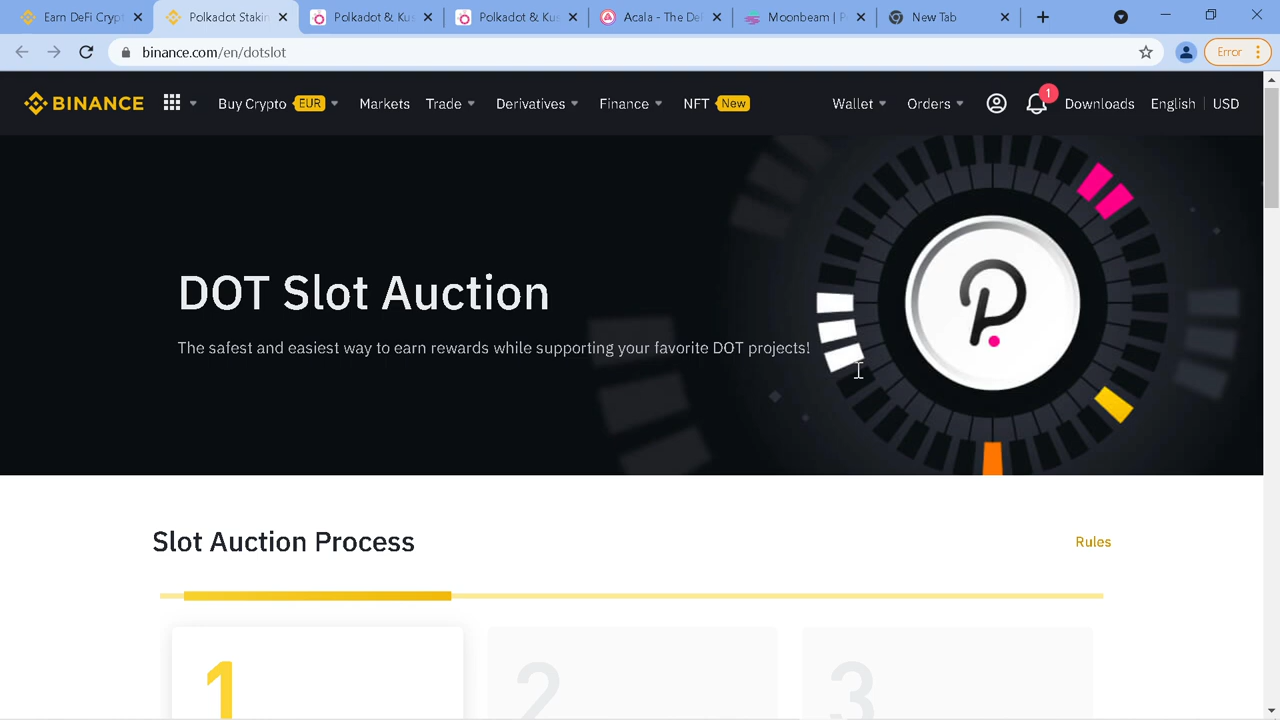 Earn DeFi Crypt
Polkadot Stakin
Polkadot & Kus
Polkadot & Kus
Acala - The De
Moonbeam | P
New Tab
binance.com/en/dotslot
Error
BINANCE
Buy Crypto EUR
Markets
Trade
Derivatives
Finance
NFT New
Wallet
Orders
1
Downloads
English
USD
DOT Slot Auction
The safest and easiest way to earn rewards while supporting your favorite DOT projects!
Slot Auction Process
Rules
1
2
3